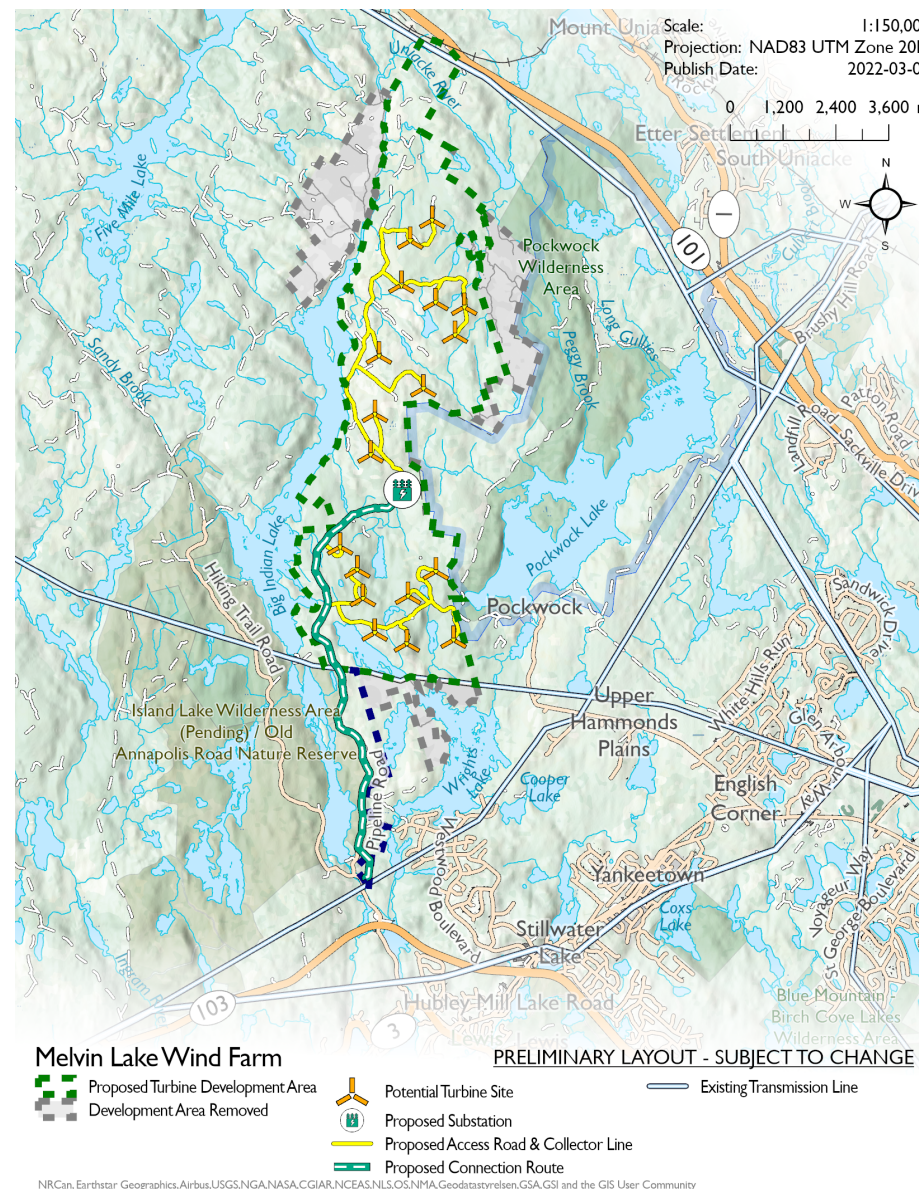 Mount Uniacke
Scale: 1:150,00
Projection: NAD83 UTM Zone 20
Publish Date: 2022-03-0
0 1,200 2,400 3,600
Uniacke
River
Etter Settlement
South Uniacke
N
W
S
1
101
Five Mile Lake
Pockwock
Wilderness
Area
Long Gullies
Peggy Brook
Brushy Hill Road
Sandy Brook
Patton Road
Landfill Road
Sackville Driv
Pockwock Lake
Big Indian Lake
Hiking Trail Road
Pockwock
Sandwick Drive
White Hills Run
Upper
Hammonds
Plains
Island Lake Wilderness Area
(Pending) / Old
Annapolis Road Nature Reserve
Glen Arbour Way
Wrights
Lake
Cooper
Lake
English
Corner
Pipeline Road
Westwood Boulevard
Yankeetown
Voyageur Way
St George Boulevard
Coxs
Lake
Stillwater
Lake
Ingram
103
3
Hubley Mill Lake Road
Lewis
Blue Mountain -
Birch Cove Lakes
Wilderness Area
Melvin Lake Wind Farm
PRELIMINARY LAYOUT - SUBJECT TO CHANGE
Proposed Turbine Development Area
Development Area Removed
Potential Turbine Site
Proposed Substation
Proposed Access Road & Collector Line
Proposed Connection Route
Existing Transmission Line
NRCan, Earthstar Geographics, Airbus, USGS, NGA, NASA, CGIAR, NCEAS, NLS, OS, NMA, Geodatastyrelsen, GSA, GSI and the GIS User Community